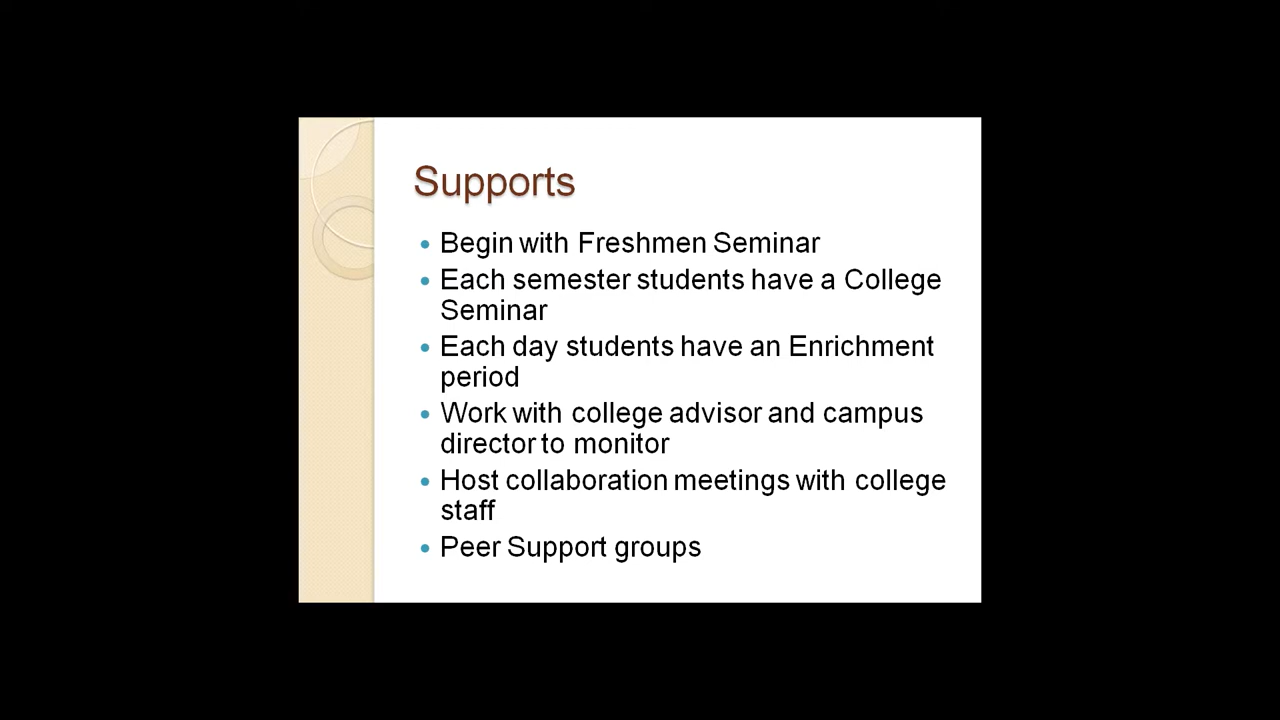 Supports
• Begin with Freshmen Seminar
• Each semester students have a College
Seminar
• Each day students have an Enrichment
period
• Work with college advisor and campus
director to monitor
• Host collaboration meetings with college
staff
• Peer Support groups